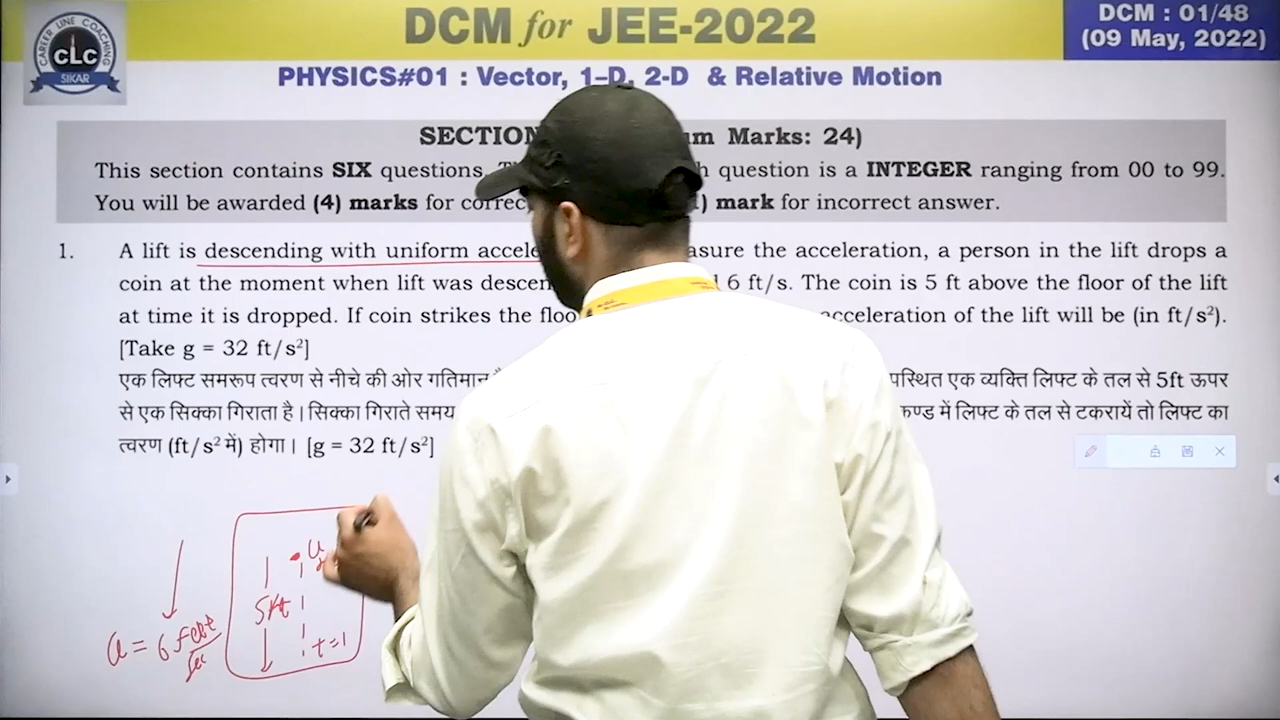 DCM for JEE-2022
DCM : 01/48
(09 May, 2022)
CAREER LINE COACHING
CLC
SIKAR
PHYSICS#01 : Vector, 1–D, 2-D & Relative Motion
SECTION um Marks: 24)
This section contains SIX questions. question is a INTEGER ranging from 00 to 99.
You will be awarded (4) marks for correc ) mark for incorrect answer.
1. A lift is descending with uniform accele asure the acceleration, a person in the lift drops a
coin at the moment when lift was descen 6 ft/s. The coin is 5 ft above the floor of the lift
at time it is dropped. If coin strikes the floo acceleration of the lift will be (in ft/s²).
[Take g = 32 ft/s²]
एक लिफ्ट समरूप त्वरण से नीचे की ओर गतिमान पस्थित एक व्यक्ति लिफ्ट के तल से 5ft ऊपर
से एक सिक्का गिराता है। सिक्का गिराते समय कण्ड में लिफ्ट के तल से टकरायें तो लिफ्ट का
त्वरण (ft/s² में) होगा। [g = 32 ft/s²]
u
5ft
t=1
u = 6 Feet/sec